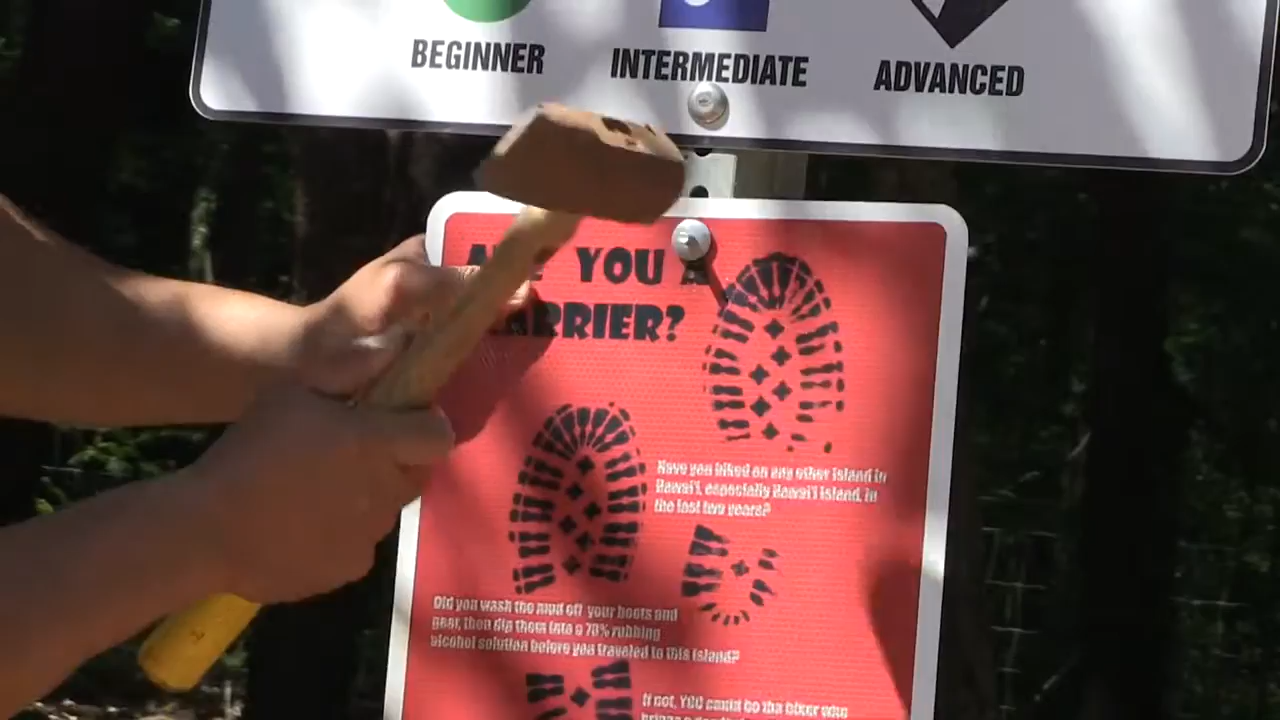 BEGINNER INTERMEDIATE ADVANCED
ARE YOU A
CARRIER?
Have you hiked on any other island in
Hawai'i, especially Hawai'i Island, in
the last two years?
Did you wash the mud off your boots and
gear, then dip them into a 70% rubbing
alcohol solution before you traveled to this island?
If not, YOU could be the hiker who